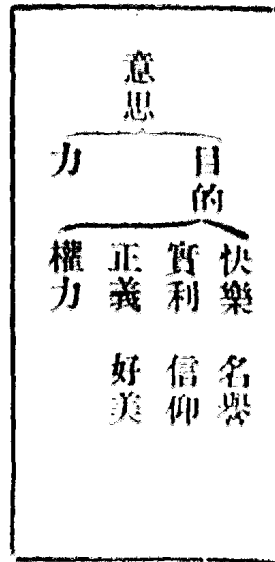 意思
目的
力
快樂 名譽
實利 信仰
正義 好美
權力